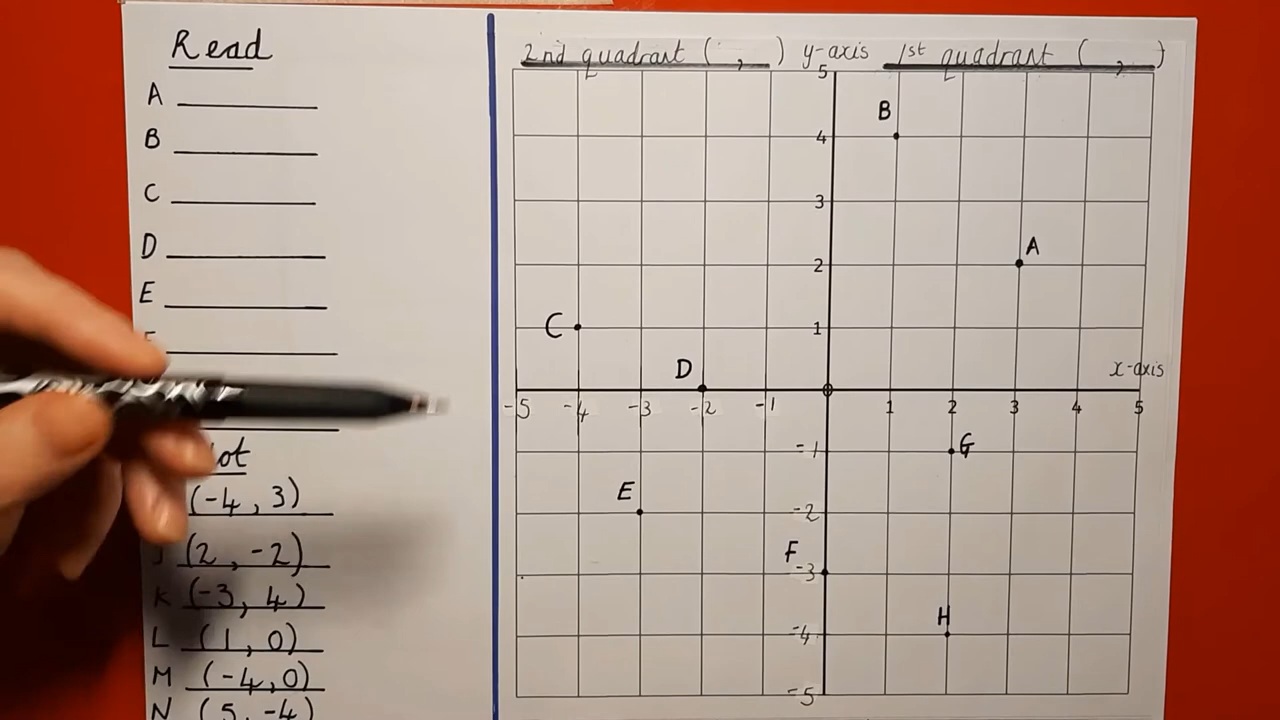 Read
A
B
C
D
E
(-4, 3)
J (2, -2)
K (-3, 4)
L (1, 0)
M (-4, 0)
N (5, -4)
2nd quadrant ( , ) y-axis 1st quadrant ( , )
5
B
4
3
A
2
C
1
D
x-axis
-5 -4 -3 -2 -1 0 1 2 3 4 5
-1 G
E
-2
F
-3
H
-4
-5